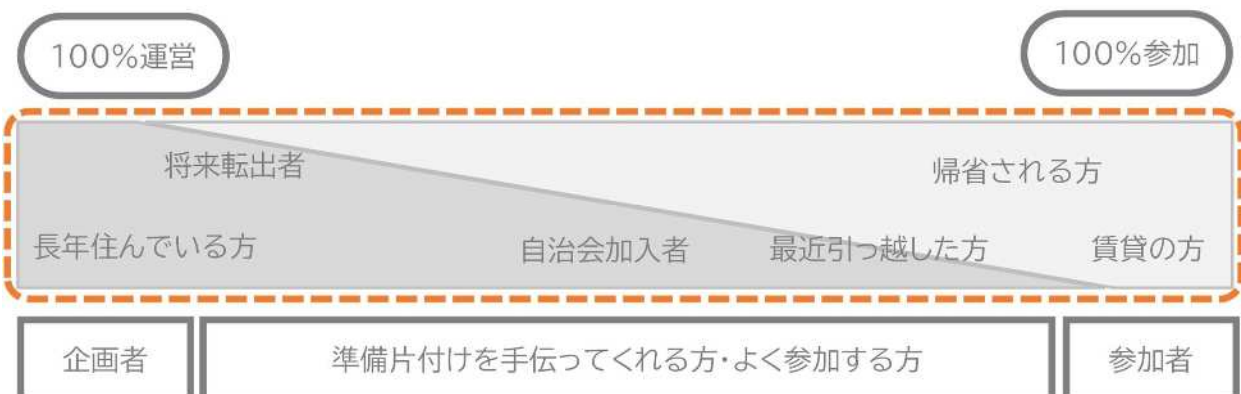 100%運営
100%参加
将来転出者
帰省される方
長年住んでいる方
自治会加入者
最近引っ越した方
賃貸の方
企画者
準備片付けを手伝ってくれる方・よく参加する方
参加者